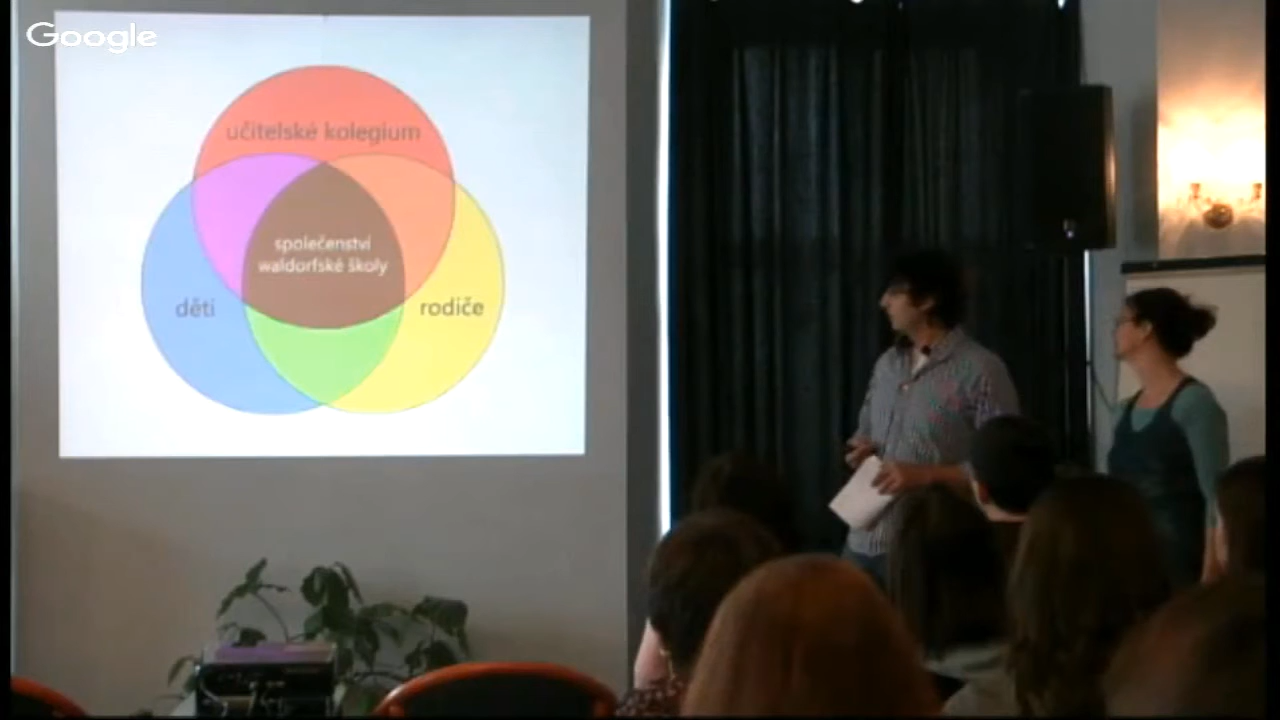 Google
učitelské kolegium
společenství
waldorfské školy
děti
rodiče